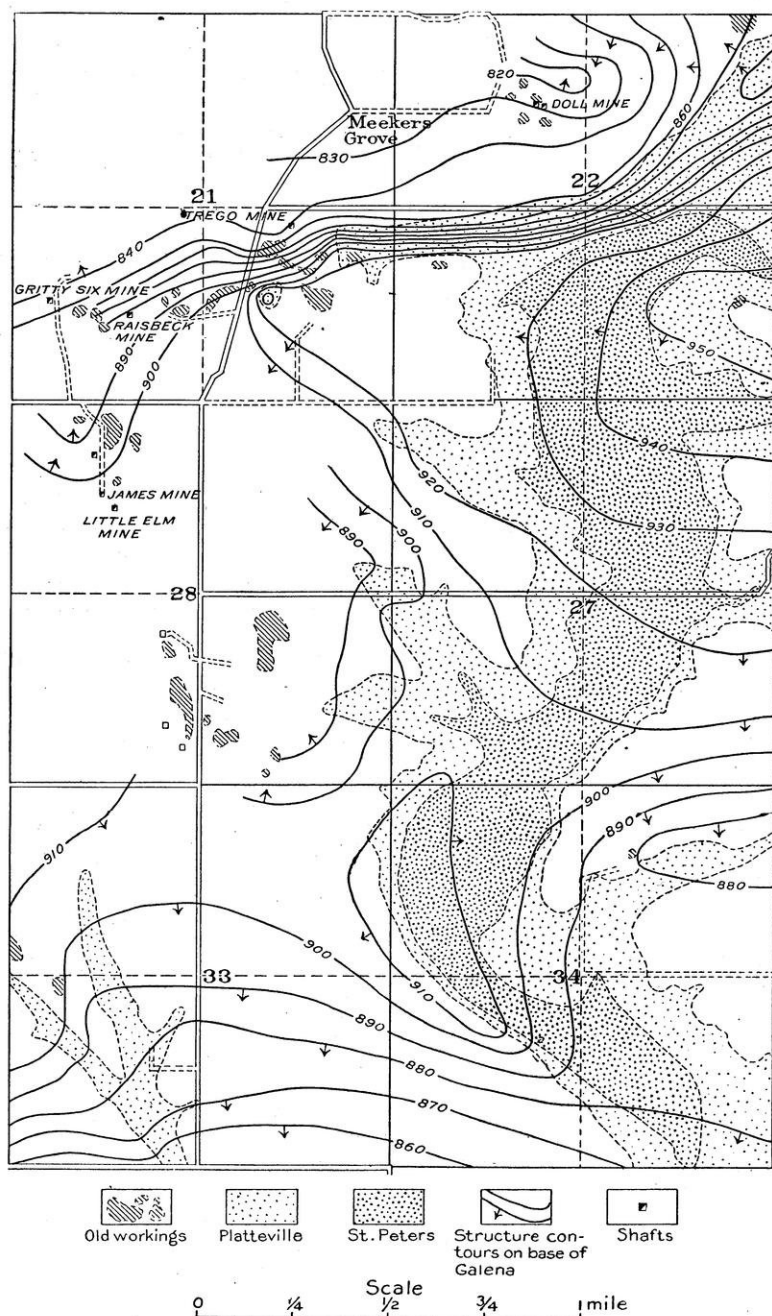 820
DOLL MINE
860
Meekers
Grove
830
21
22
TREGO MINE
840
GRITTY SIX MINE
RAISBECK
MINE
890
900
950
940
920
910
930
JAMES MINE
LITTLE ELM
MINE
890
900
28
27
900
910
890
880
900
33
34
910
890
880
870
860
Old workings
Platteville
St. Peters
Structure con-
tours on base of
Galena
Shafts
Scale
0 1/4 1/2 3/4 1 mile